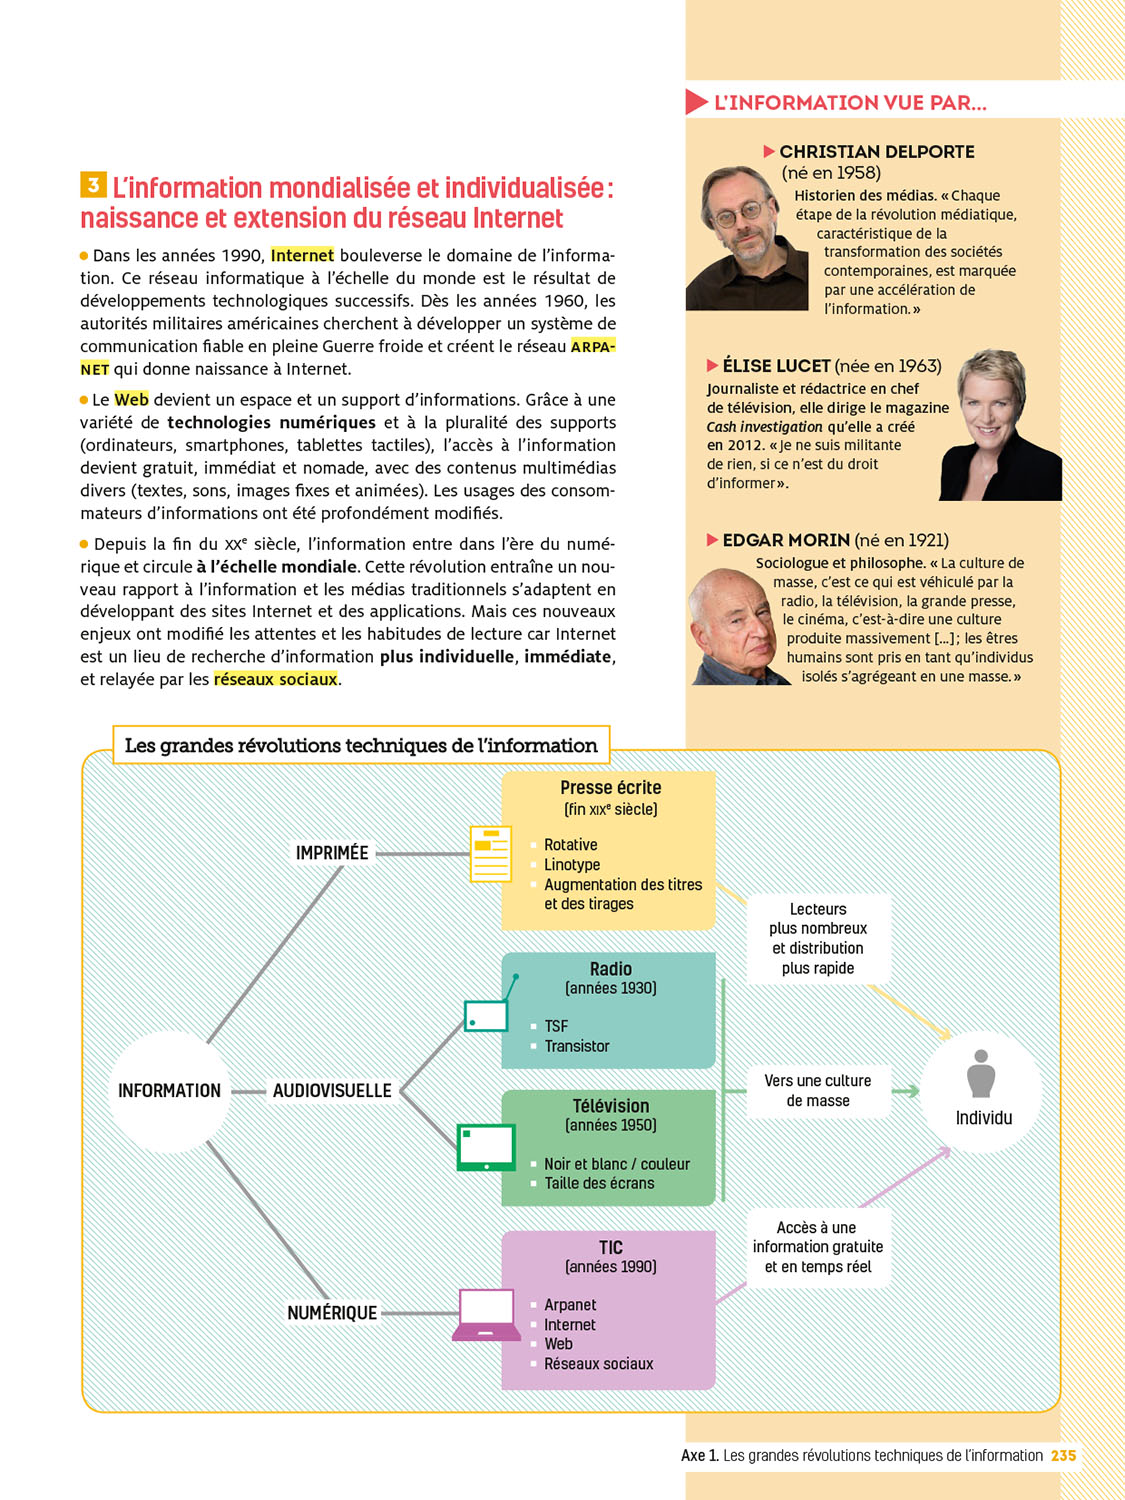 3 L'information mondialisée et individualisée :
naissance et extension du réseau Internet
• Dans les années 1990, Internet bouleverse le domaine de l'informa-
tion. Ce réseau informatique à l'échelle du monde est le résultat de
développements technologiques successifs. Dès les années 1960, les
autorités militaires américaines cherchent à développer un système de
communication fiable en pleine Guerre froide et créent le réseau ARPA-
NET qui donne naissance à Internet.
• Le Web devient un espace et un support d'informations. Grâce à une
variété de technologies numériques et à la pluralité des supports
(ordinateurs, smartphones, tablettes tactiles), l'accès à l'information
devient gratuit, immédiat et nomade, avec des contenus multimédias
divers (textes, sons, images fixes et animées). Les usages des consom-
mateurs d'informations ont été profondément modifiés.
• Depuis la fin du XXe siècle, l'information entre dans l'ère du numé-
rique et circule à l'échelle mondiale. Cette révolution entraîne un nou-
veau rapport à l'information et les médias traditionnels s'adaptent en
développant des sites Internet et des applications. Mais ces nouveaux
enjeux ont modifié les attentes et les habitudes de lecture car Internet
est un lieu de recherche d'information plus individuelle, immédiate,
et relayée par les réseaux sociaux.
L'INFORMATION VUE PAR...
CHRISTIAN DELPORTE
(né en 1958)
Historien des médias. « Chaque
étape de la révolution médiatique,
caractéristique de la
transformation des sociétés
contemporaines, est marquée
par une accélération de
l'information. »
ÉLISE LUCET (née en 1963)
Journaliste et rédactrice en chef
de télévision, elle dirige le magazine
Cash investigation qu'elle a créé
en 2012. « Je ne suis militante
de rien, si ce n'est du droit
d'informer ».
EDGAR MORIN (né en 1921)
Sociologue et philosophe. « La culture de
masse, c'est ce qui est véhiculé par la
radio, la télévision, la grande presse,
le cinéma, c'est-à-dire une culture
produite massivement [...] ; les êtres
humains sont pris en tant qu'individus
isolés s'agrégeant en une masse. »
Les grandes révolutions techniques de l'information
INFORMATION
IMPRIMÉE
AUDIOVISUELLE
NUMÉRIQUE
Presse écrite
(fin XIXe siècle)
Rotative
Linotype
Augmentation des titres
et des tirages
Radio
(années 1930)
TSF
Transistor
Télévision
(années 1950)
Noir et blanc / couleur
Taille des écrans
TIC
(années 1990)
Arpanet
Internet
Web
Réseaux sociaux
Lecteurs
plus nombreux
et distribution
plus rapide
Vers une culture
de masse
Accès à une
information gratuite
et en temps réel
Individu
Axe 1. Les grandes révolutions techniques de l'information 235